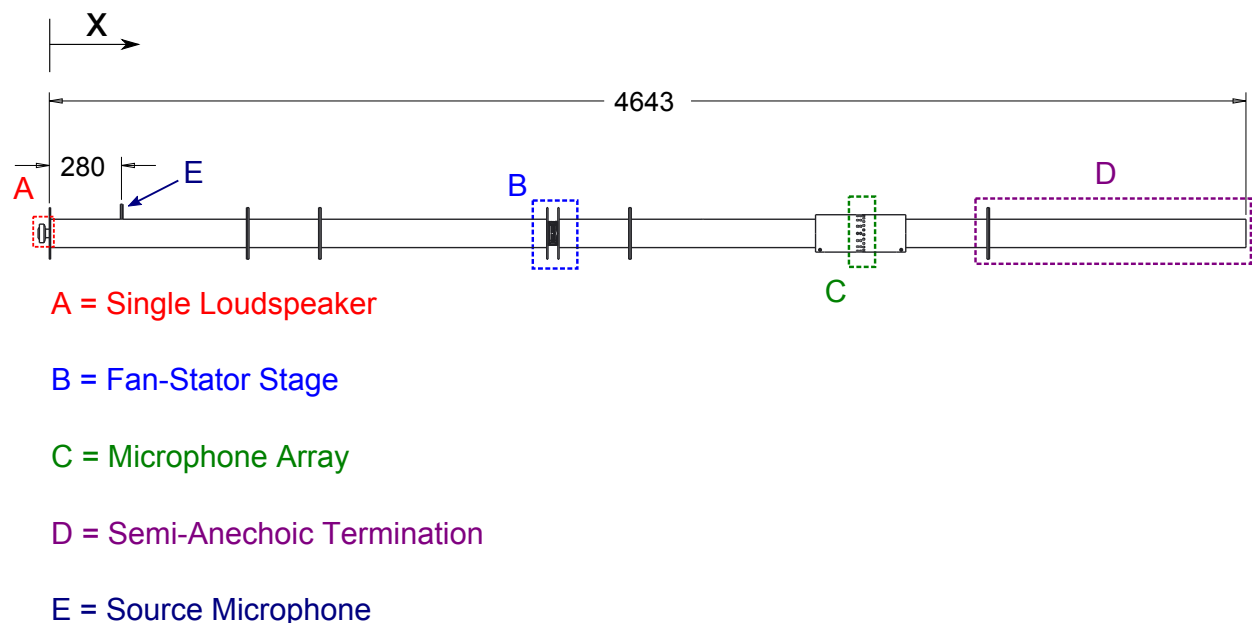 X
4643
280
E
A
B
D
C
A = Single Loudspeaker
B = Fan-Stator Stage
C = Microphone Array
D = Semi-Anechoic Termination
E = Source Microphone